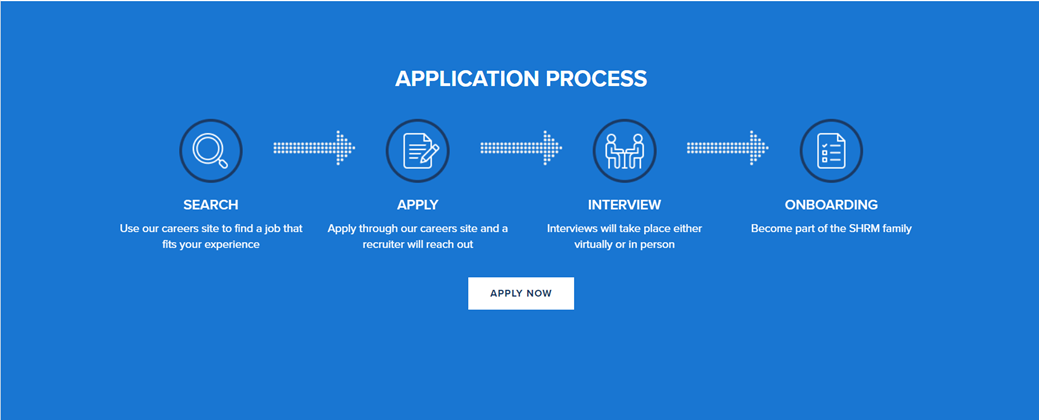 APPLICATION PROCESS
SEARCH
Use our careers site to find a job that
fits your experience
APPLY
Apply through our careers site and a
recruiter will reach out
INTERVIEW
Interviews will take place either
virtually or in person
ONBOARDING
Become part of the SHRM family
APPLY NOW